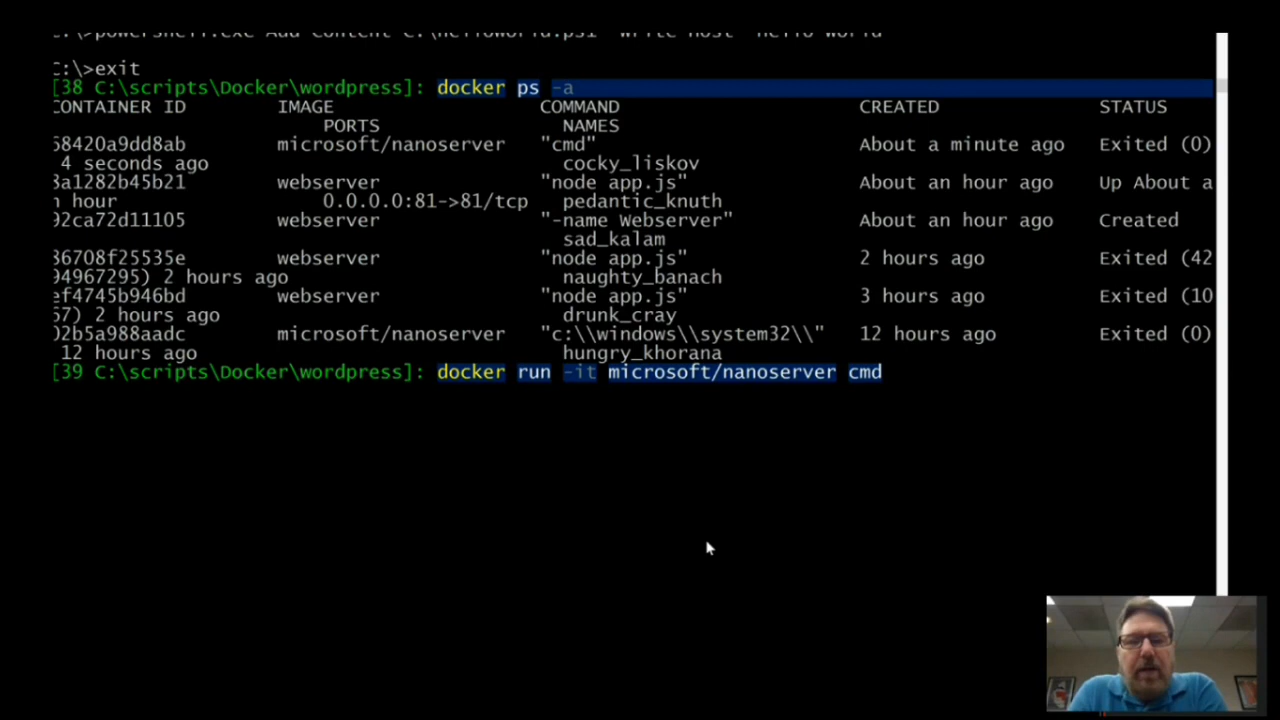 C:\>powershell.exe Add-Content C:\helloworld.ps1 'Write-Host "Hello World"
C:\>exit
[38 C:\scripts\Docker\wordpress]: docker ps -a
CONTAINER ID IMAGE COMMAND CREATED STATUS
PORTS NAMES
68420a9dd8ab microsoft/nanoserver "cmd" About a minute ago Exited (0)
4 seconds ago cocky_liskov
3a1282b45b21 webserver "node app.js" About an hour ago Up About a
n hour 0.0.0.0:81->81/tcp pedantic_knuth
92ca72d11105 webserver "-name Webserver" About an hour ago Created
sad_kalam
36708f25535e webserver "node app.js" 2 hours ago Exited (42
94967295) 2 hours ago naughty_banach
ef4745b946bd webserver "node app.js" 3 hours ago Exited (10
67) 2 hours ago drunk_cray
02b5a988aadc microsoft/nanoserver "c:\\windows\\system32\\" 12 hours ago Exited (0)
12 hours ago hungry_khorana
[39 C:\scripts\Docker\wordpress]: docker run -it microsoft/nanoserver cmd